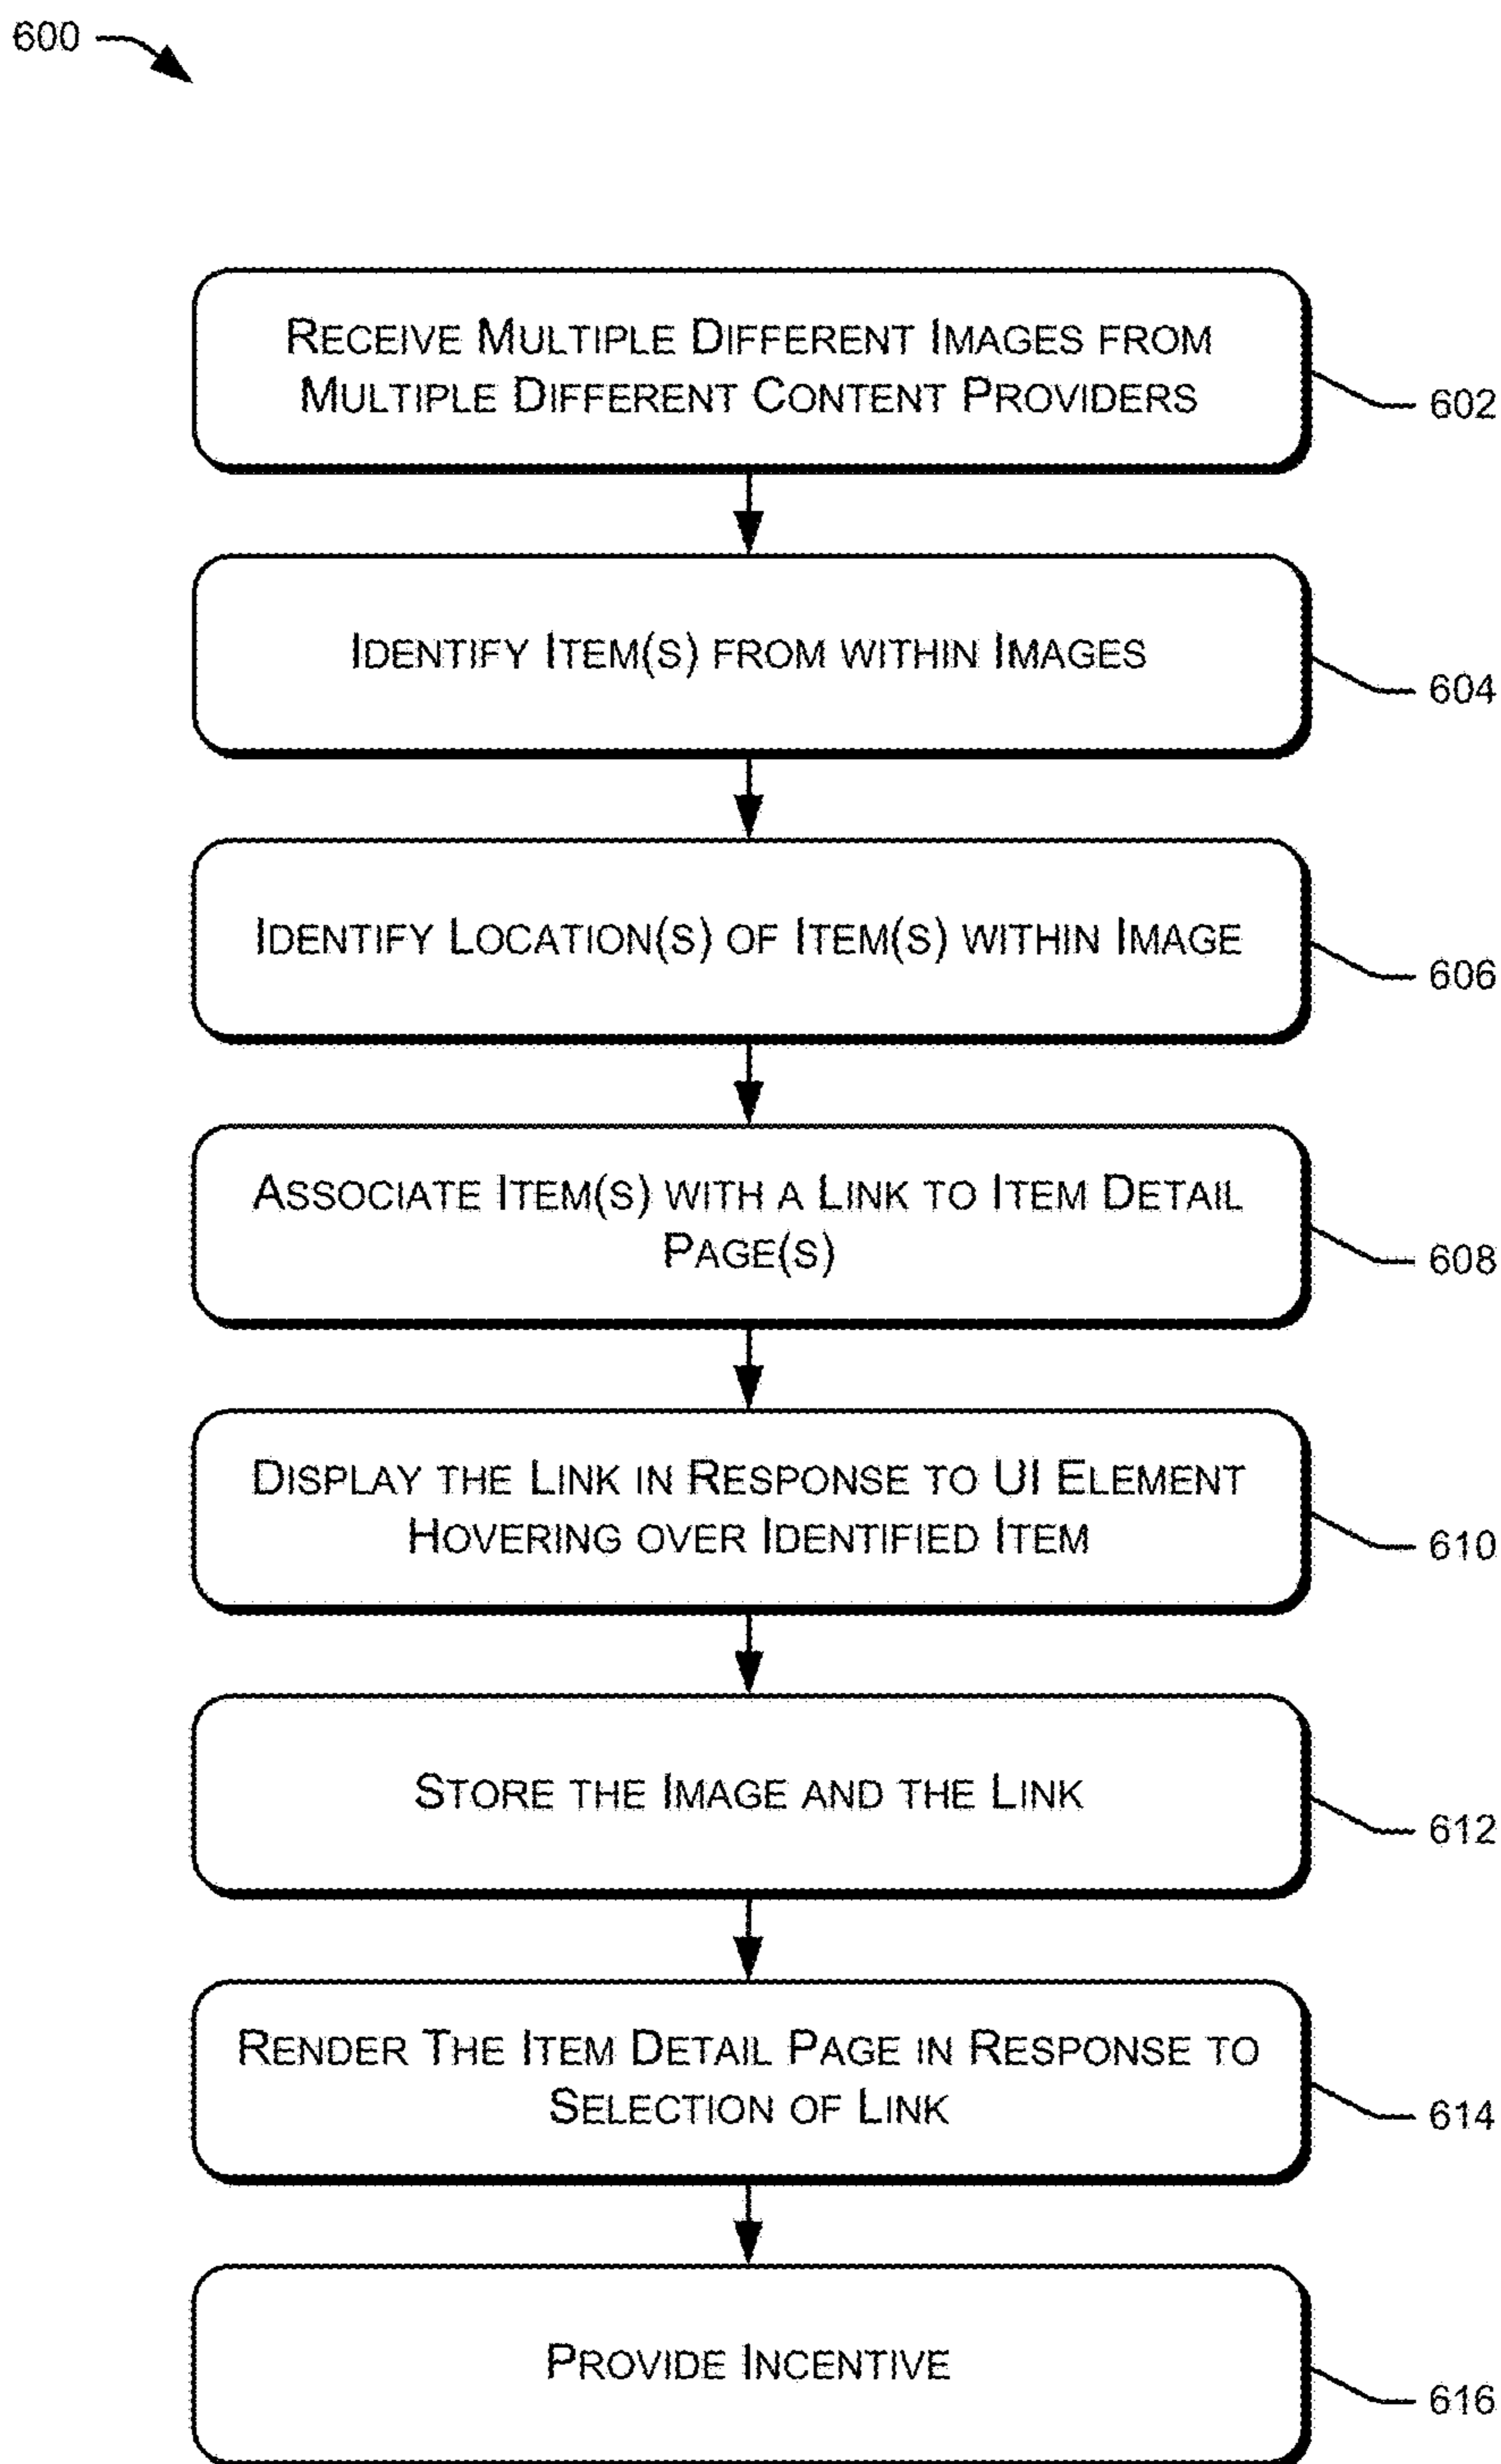 600
RECEIVE MULTIPLE DIFFERENT IMAGES FROM
MULTIPLE DIFFERENT CONTENT PROVIDERS
602
IDENTIFY ITEM(S) FROM WITHIN IMAGES
604
IDENTIFY LOCATION(S) OF ITEM(S) WITHIN IMAGE
606
ASSOCIATE ITEM(S) WITH A LINK TO ITEM DETAIL
PAGE(S)
608
DISPLAY THE LINK IN RESPONSE TO UI ELEMENT
HOVERING OVER IDENTIFIED ITEM
610
STORE THE IMAGE AND THE LINK
612
RENDER THE ITEM DETAIL PAGE IN RESPONSE TO
SELECTION OF LINK
614
PROVIDE INCENTIVE
616